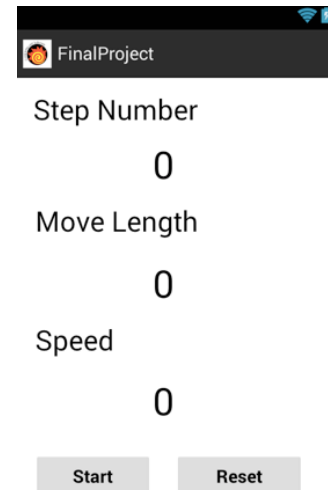 FinalProject
Step Number
0
Move Length
0
Speed
0
Start Reset